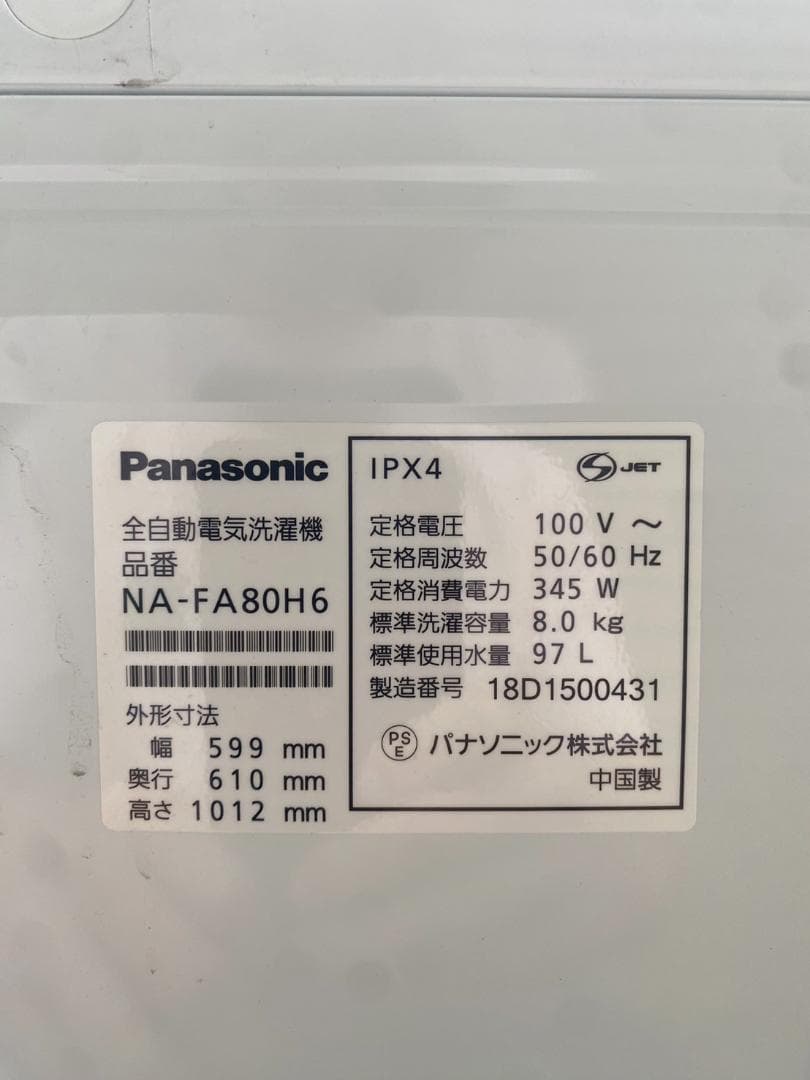 Panasonic
全自動電気洗濯機
品番
NA-FA80H6
外形寸法
幅 599 mm
奥行 610 mm
高さ 1012 mm
IPX4 S JET
定格電圧 100 V ～
定格周波数 50/60 Hz
定格消費電力 345 W
標準洗濯容量 8.0 kg
標準使用水量 97 L
製造番号 18D1500431
PS
E パナソニック株式会社
中国製